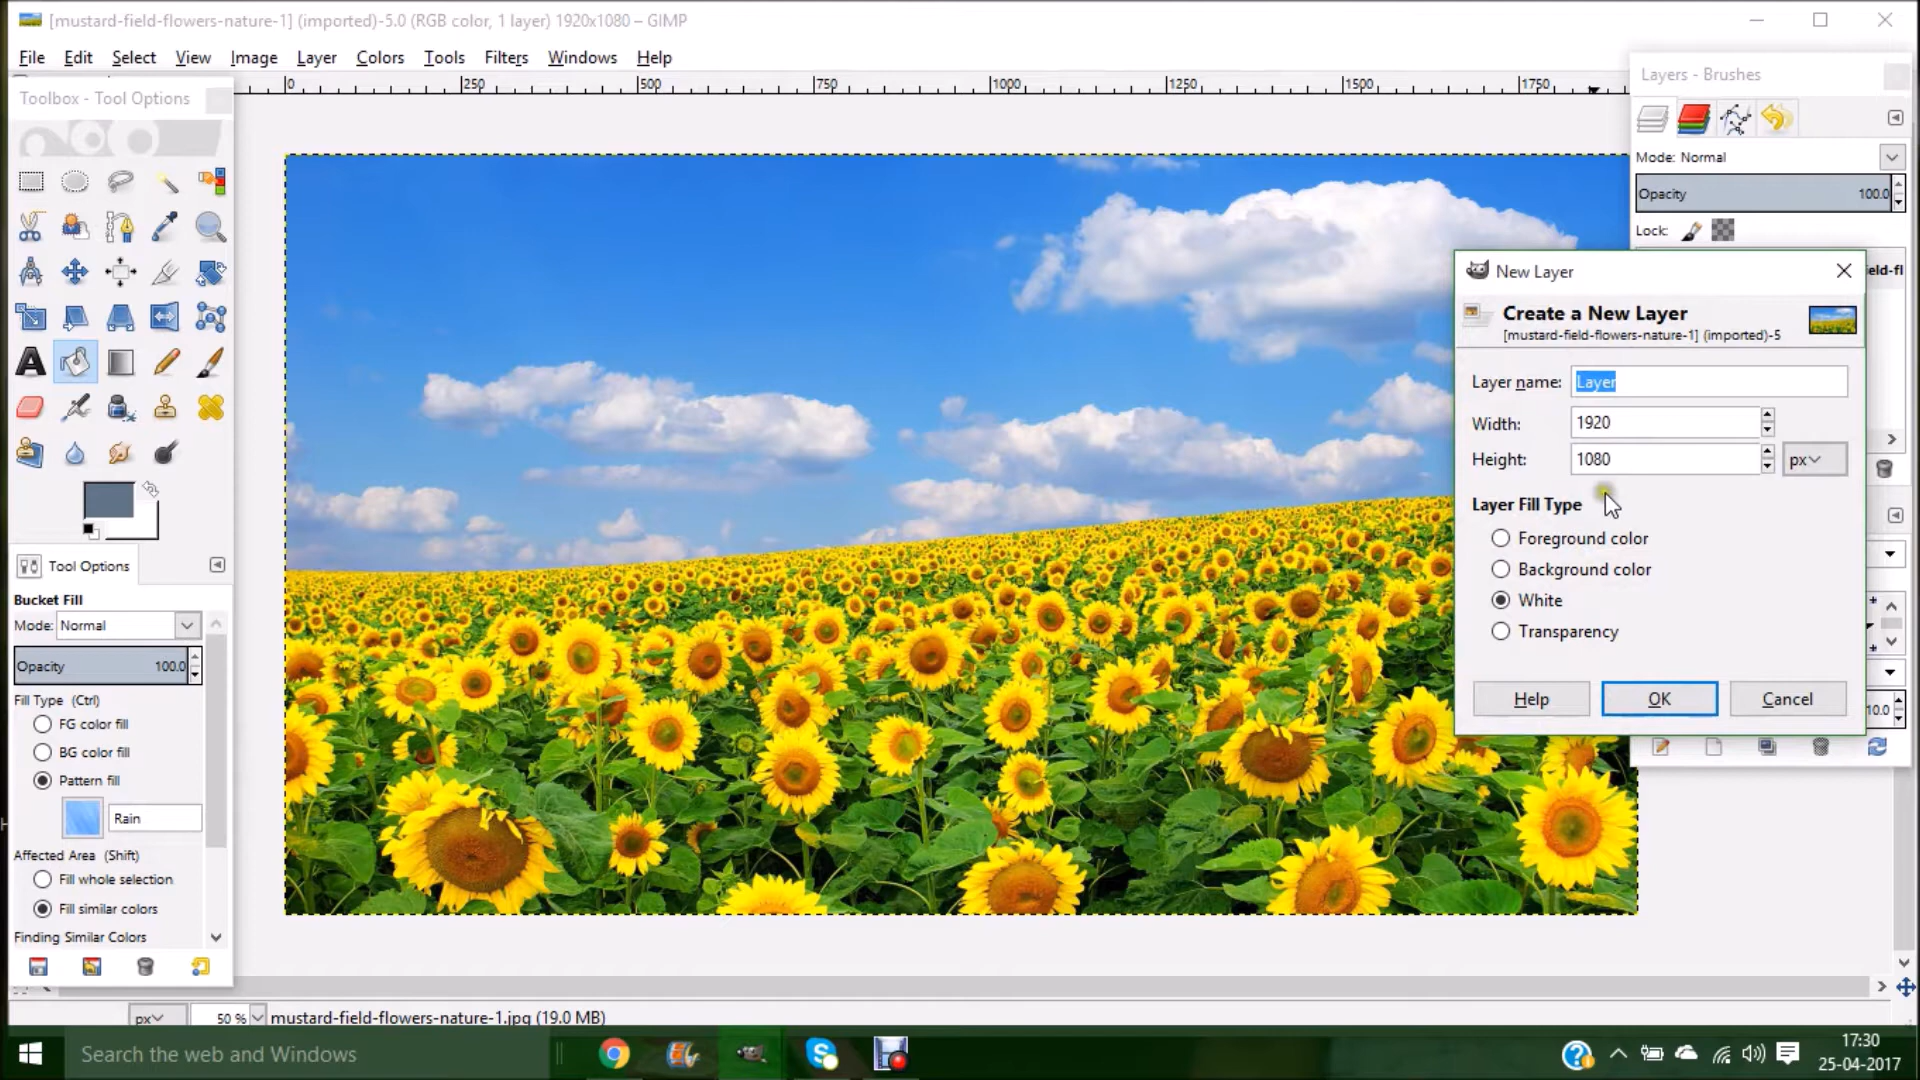 [mustard-field-flowers-nature-1] (imported)-5.0 (RGB color, 1 layer) 1920x1080 – GIMP
File Edit Select View Image Layer Colors Tools Filters Windows Help
0 250 500 750 1000 1250 1500 1750
Toolbox - Tool Options
Tool Options
Bucket Fill
Mode: Normal
Opacity 100.0
Fill Type (Ctrl)
FG color fill
BG color fill
Pattern fill
Rain
Affected Area (Shift)
Fill whole selection
Fill similar colors
Finding Similar Colors
Layers - Brushes
Mode: Normal
Opacity 100.0
Lock:
New Layer
Create a New Layer
[mustard-field-flowers-nature-1] (imported)-5
Layer name: Layer
Width: 1920
Height: 1080 px
Layer Fill Type
Foreground color
Background color
White
Transparency
Help OK Cancel
eld-fl
10.0
px 50 % mustard-field-flowers-nature-1.jpg (19.0 MB)
Search the web and Windows
17:30
25-04-2017